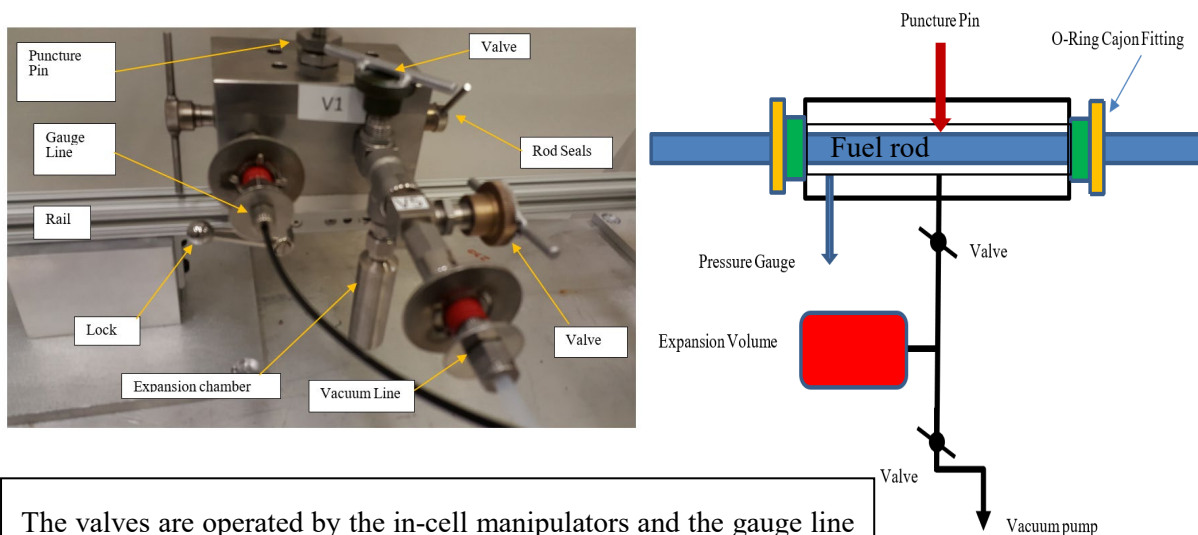 Puncture
Pin
Valve
V1
Gauge
Line
Rod Seals
Rail
Lock
Valve
Expansion chamber
Vacuum Line
Puncture Pin
O-Ring Cajon Fitting
Fuel rod
Pressure Gauge
Valve
Expansion Volume
Valve
Vacuum pump
The valves are operated by the in-cell manipulators and the gauge line